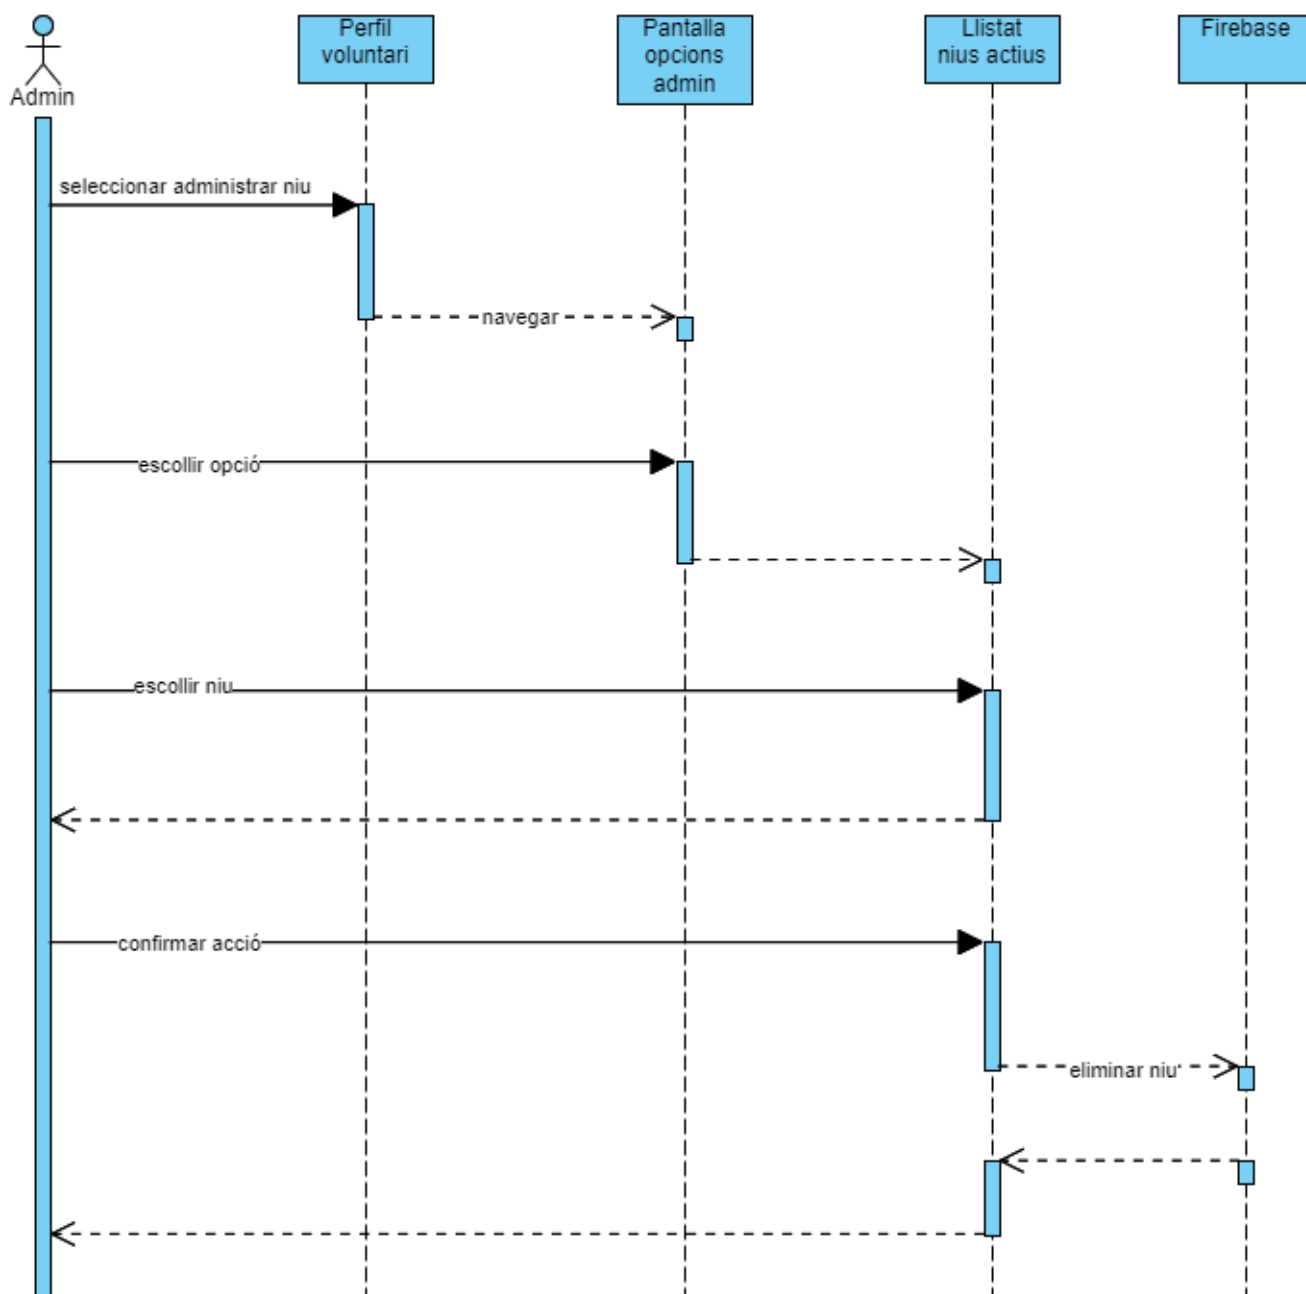 Admin
Perfil
voluntari
Pantalla
opcions
admin
Llistat
nius actius
Firebase
seleccionar administrar niu
navegar
escollir opció
escollir niu
confirmar acció
eliminar niu